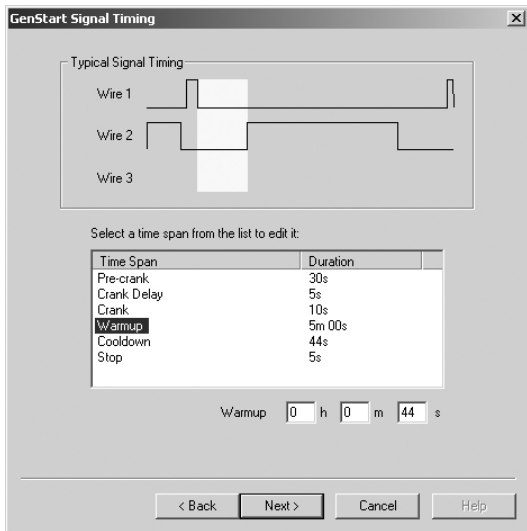 GenStart Signal Timing
Typical Signal Timing
Wire 1
Wire 2
Wire 3
Select a time span from the list to edit it:
Time Span Duration
Pre-crank 30s
Crank Delay 5s
Crank 10s
Warmup 5m 00s
Cooldown 44s
Stop 5s
Warmup 0 h 0 m 44 s
< Back Next > Cancel Help